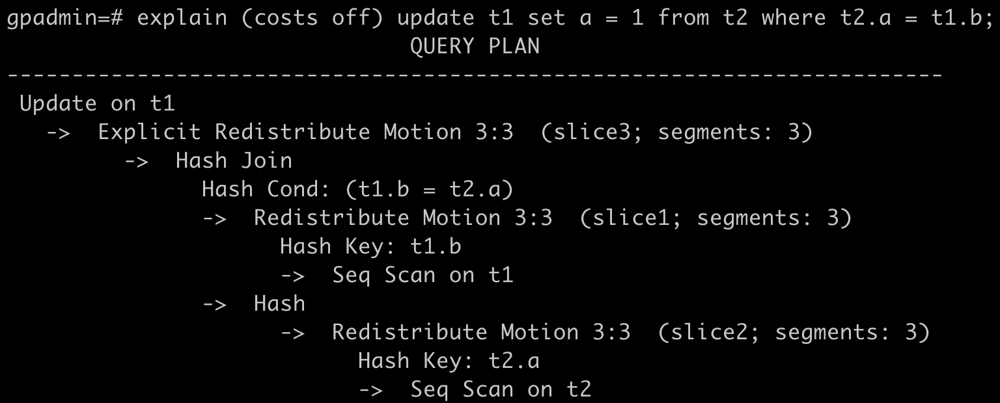 gpadmin=# explain (costs off) update t1 set a = 1 from t2 where t2.a = t1.b;
                               QUERY PLAN
------------------------------------------------------------------------
 Update on t1
   ->  Explicit Redistribute Motion 3:3  (slice3; segments: 3)
         ->  Hash Join
               Hash Cond: (t1.b = t2.a)
               ->  Redistribute Motion 3:3  (slice1; segments: 3)
                     Hash Key: t1.b
                     ->  Seq Scan on t1
               ->  Hash
                     ->  Redistribute Motion 3:3  (slice2; segments: 3)
                           Hash Key: t2.a
                           ->  Seq Scan on t2